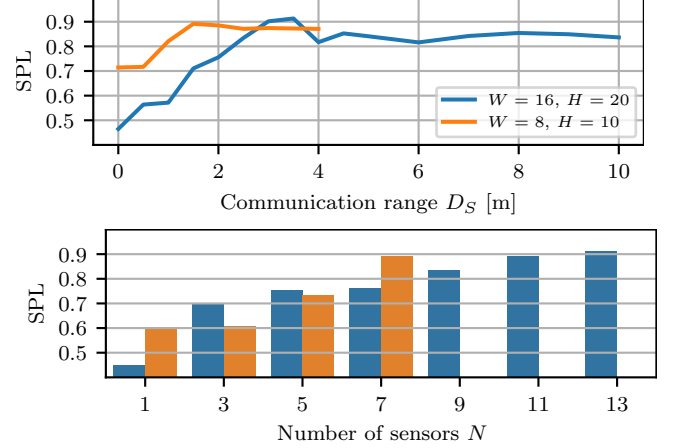 0.9
0.8
0.7
0.6
0.5
SPL
W = 16, H = 20
W = 8, H = 10
0 2 4 6 8 10
Communication range D_S [m]
0.9
0.8
0.7
0.6
0.5
SPL
1 3 5 7 9 11 13
Number of sensors N